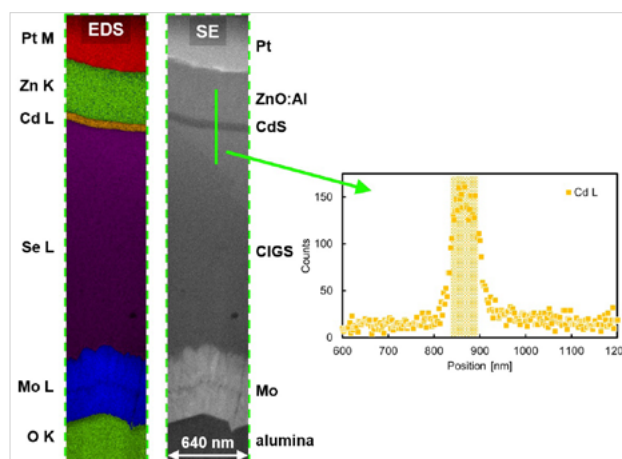 EDS
SE
Pt M
Zn K
Cd L
Se L
Mo L
O K
Pt
ZnO:Al
CdS
CIGS
Mo
alumina
640 nm
Cd L
Counts
150
100
50
0
600
700
800
900
1000
1100
120
Position [nm]